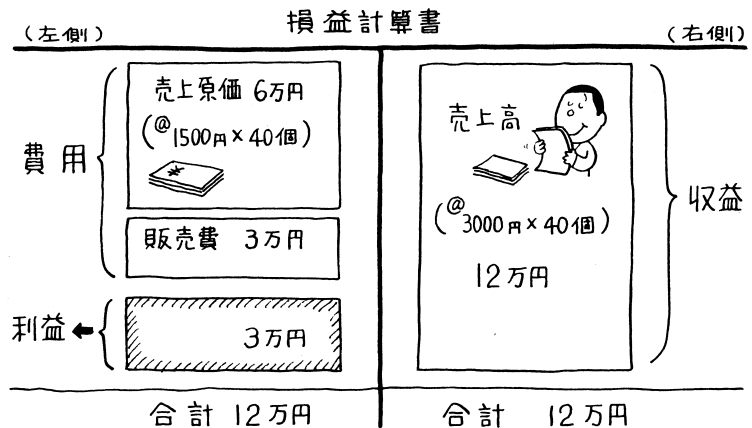 損益計算書
(左側)
(右側)
費用
売上原価 6万円
(@1500円×40個)
¥
販売費 3万円
利益
3万円
合計 12万円
売上高
(@3000円×40個)
12万円
収益
合計 12万円